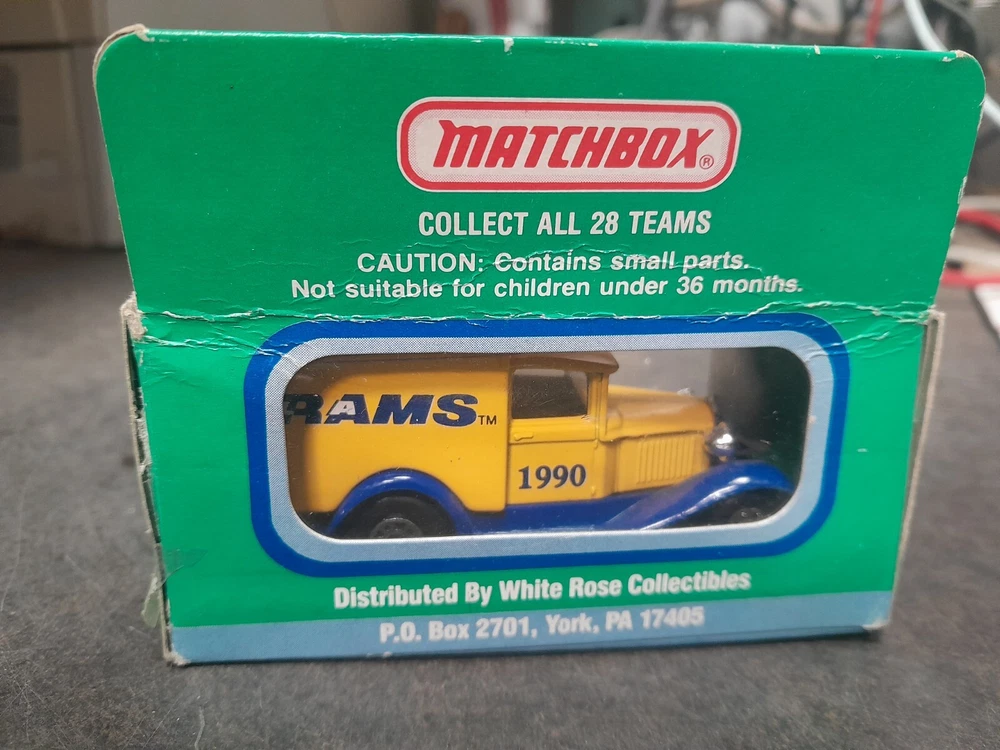 MATCHBOX®
COLLECT ALL 28 TEAMS
CAUTION: Contains small parts.
Not suitable for children under 36 months.
RAMS™
1990
Distributed By White Rose Collectibles
P.O. Box 2701, York, PA 17405